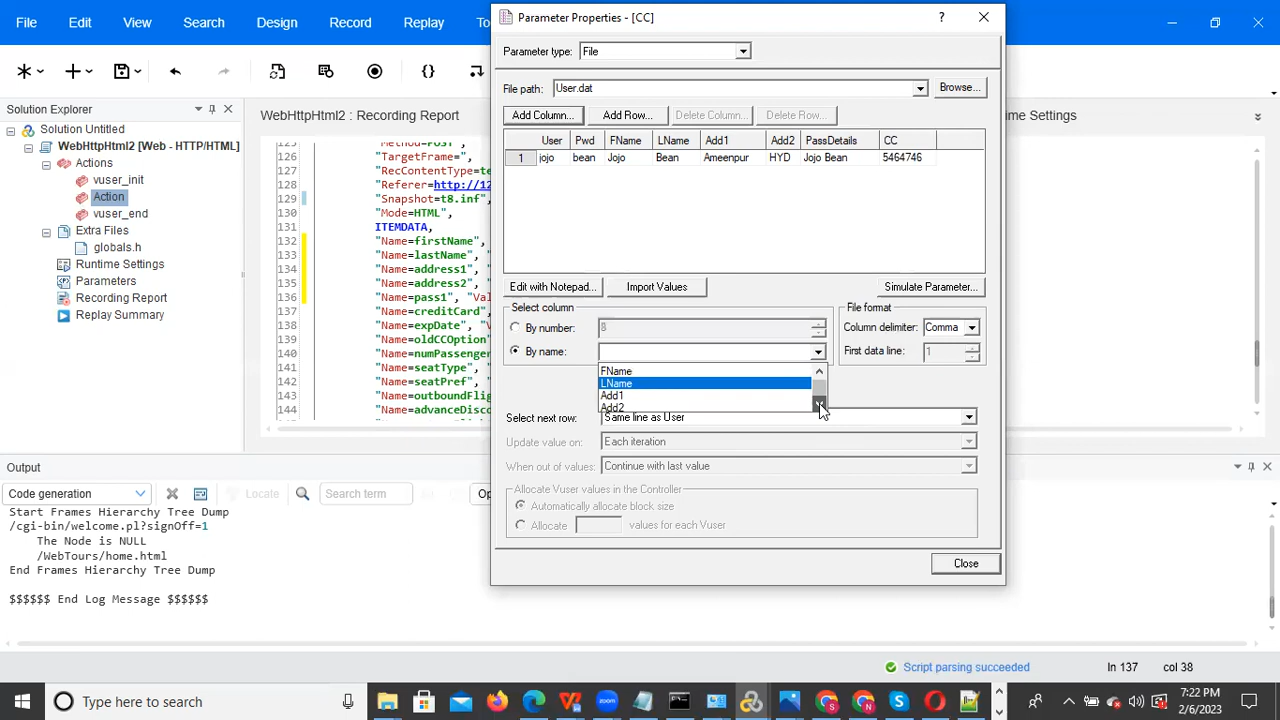 File Edit View Search Design Record Replay To
Parameter Properties - [CC] ?
Parameter type: File
File path: User.dat Browse...
Add Column... Add Row... Delete Column... Delete Row...
User Pwd FName LName Add1 Add2 PassDetails CC
1 jojo bean Jojo Bean Ameenpur HYD Jojo Bean 5464746
Edit with Notepad... Import Values Simulate Parameter...
Select column
By number: 8
By name:
FName
LName
Add1
Add2
File format
Column delimiter: Comma
First data line: 1
Select next row: Same line as User
Update value on: Each iteration
When out of values: Continue with last value
Allocate Vuser values in the Controller
Automatically allocate block size
Allocate values for each Vuser
Close
Solution Explorer
Solution Untitled
WebHttpHtml2 [Web - HTTP/HTML]
Actions
vuser_init
Action
vuser_end
Extra Files
globals.h
Runtime Settings
Parameters
Recording Report
Replay Summary
WebHttpHtml2 : Recording Report
me Settings
125 "Method=POST",
126 "TargetFrame=",
127 "RecContentType=te
128 "Referer=http://12
129 "Snapshot=t8.inf",
130 "Mode=HTML",
131 ITEMDATA,
132 "Name=firstName",
133 "Name=lastName", "
134 "Name=address1", "
135 "Name=address2", "
136 "Name=pass1", "Val
137 "Name=creditCard",
138 "Name=expDate", "V
139 "Name=oldCCOption"
140 "Name=numPassenger
141 "Name=seatType", "
142 "Name=seatPref", "
143 "Name=outboundFlig
144 "Name=advanceDisco
Output
Code generation Locate Search term Op
Start Frames Hierarchy Tree Dump
/cgi-bin/welcome.pl?signOff=1
The Node is NULL
/WebTours/home.html
End Frames Hierarchy Tree Dump
$$$$$$ End Log Message $$$$$$
Script parsing succeeded ln 137 col 38
Type here to search
7:22 PM
2/6/2023